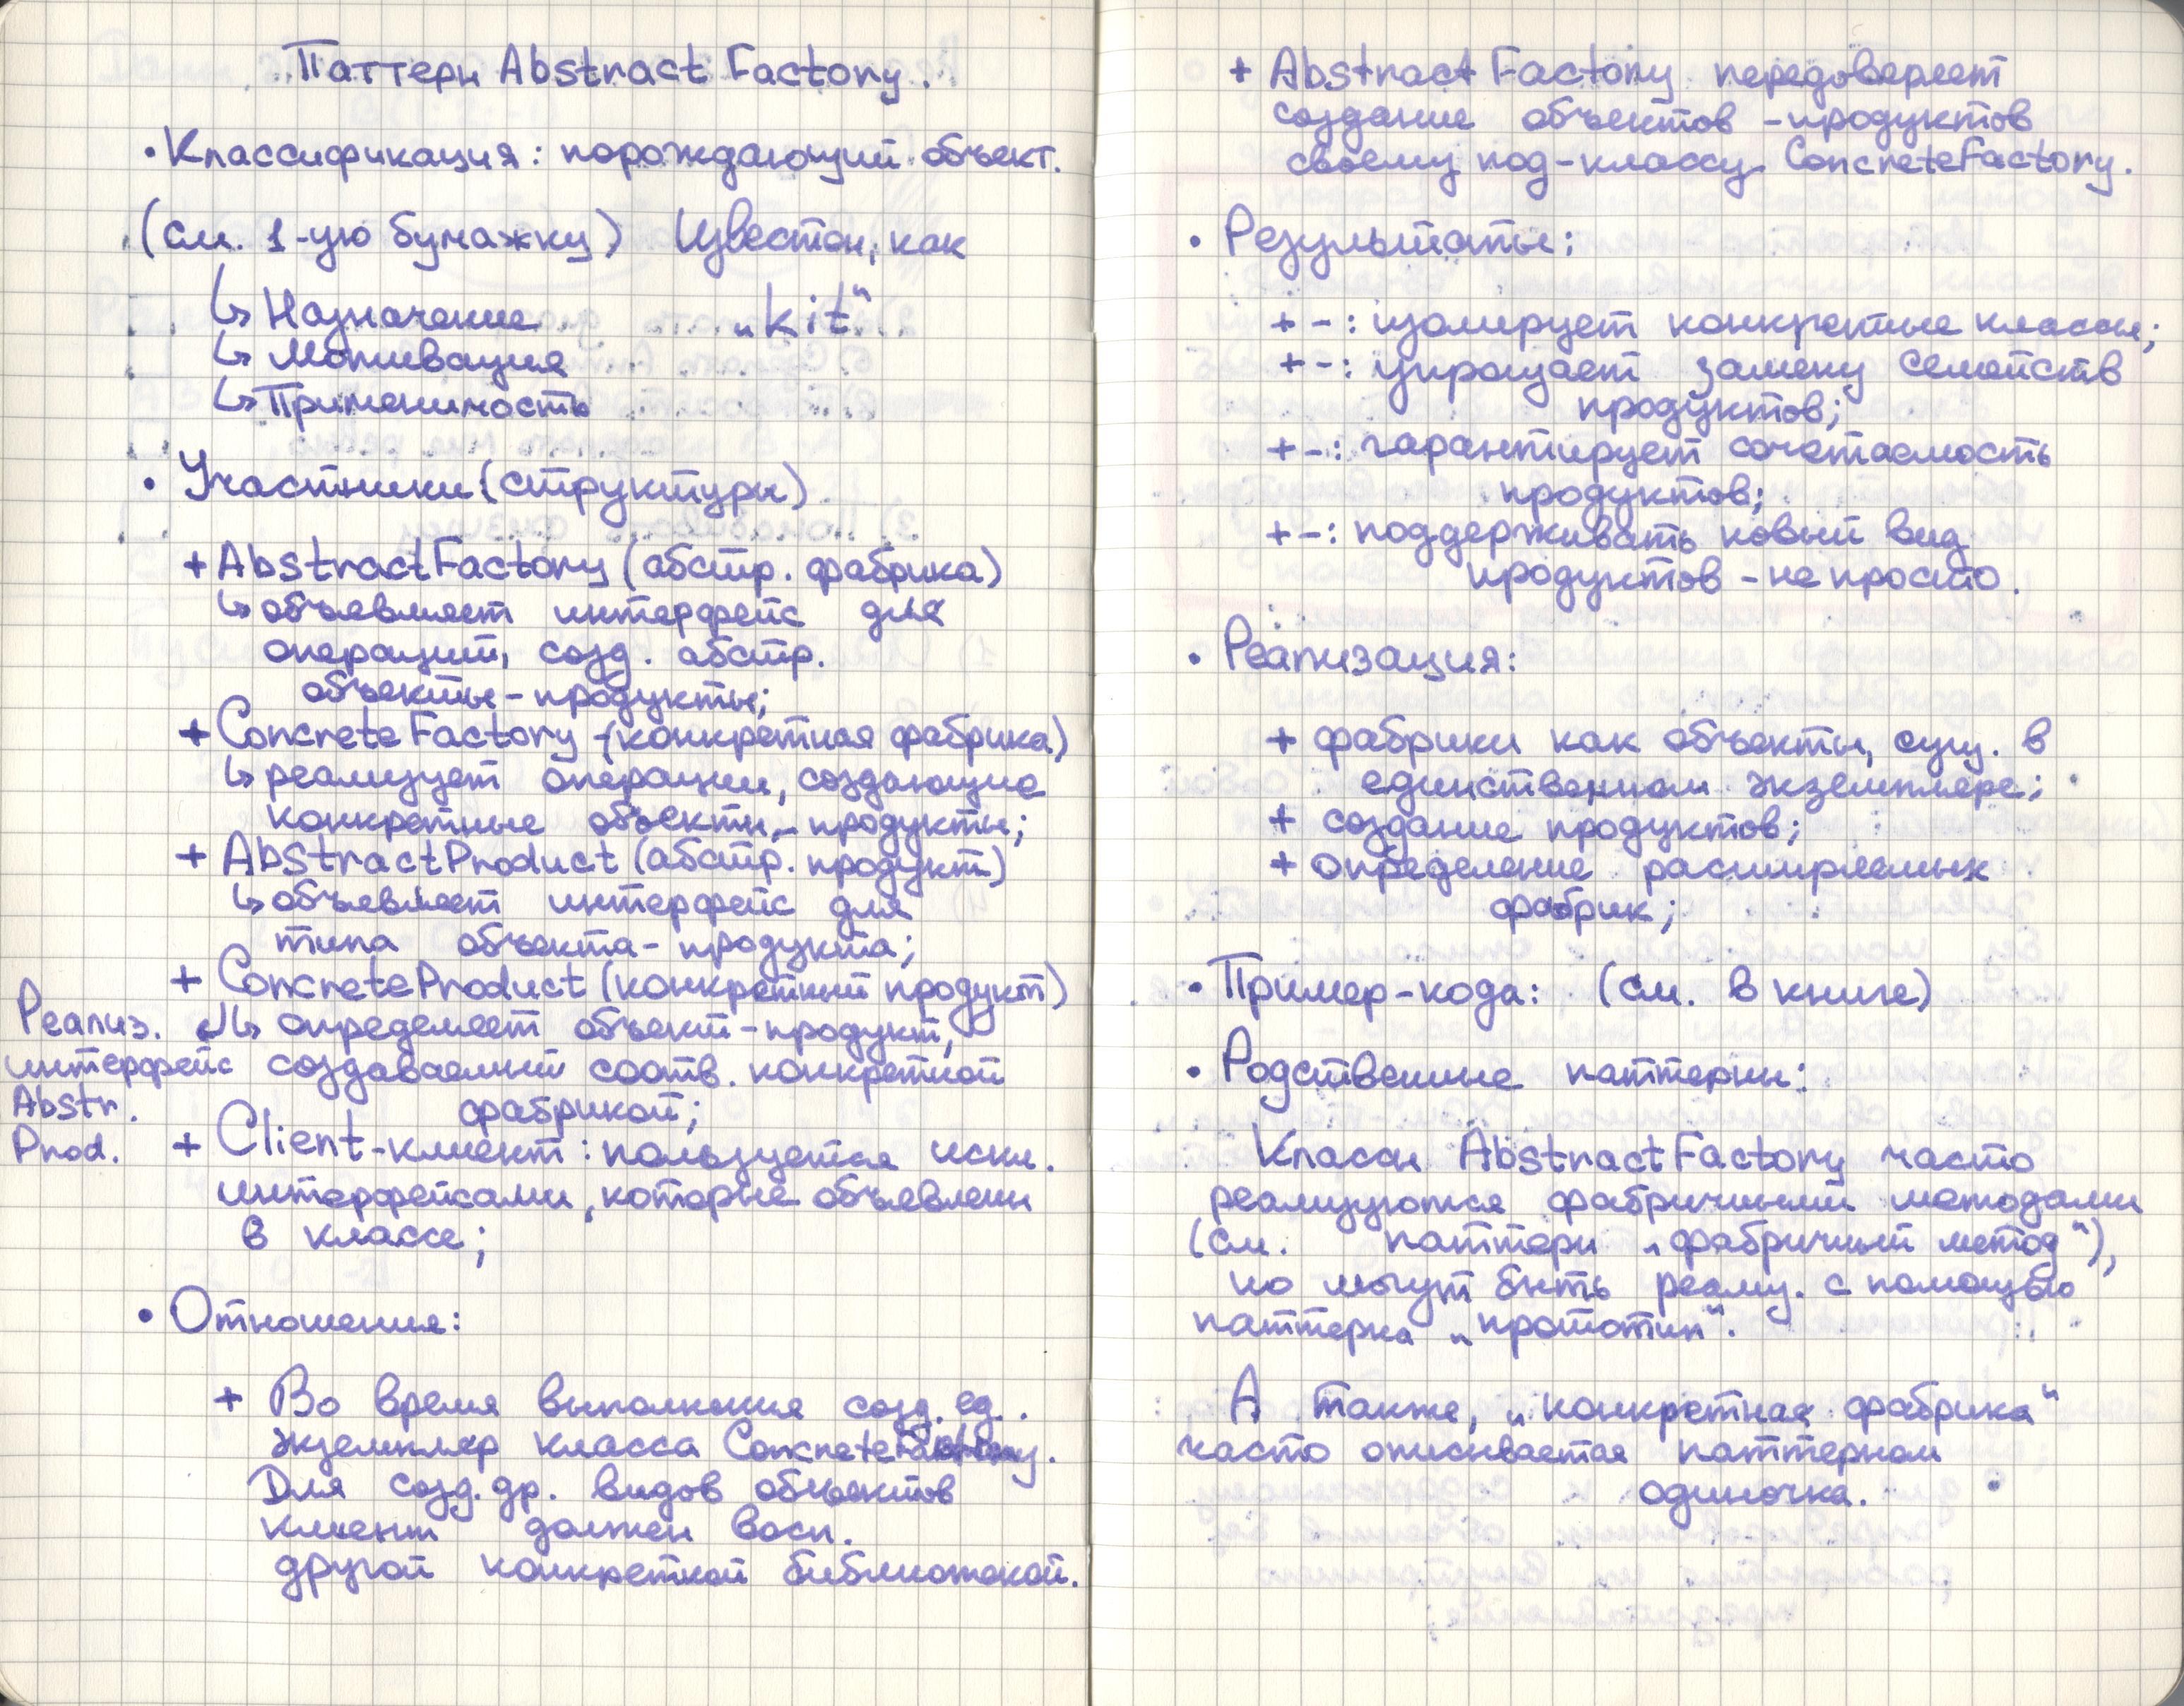 Паттерн Abstract Factory.
• Классификация: порождающий объект.
(см. 1-ую бумажку) Известен, как
↳ Назначение „kit“
↳ Мотивация
↳ Применимость
• Участники (структуры)
+ AbstractFactory (абстр. фабрика)
↳ объявляет интерфейс для
операций, созд. абстр.
объекты-продукты;
+ ConcreteFactory -(конкретная фабрика)
↳ реализует операции, создающие
конкретные объекты-продукты;
+ AbstractProduct (абстр. продукт)
↳ объявляет интерфейс для
типа объекта-продукта;
+ ConcreteProduct (конкретный продукт)
↳ определяет объект-продукт,
создаваемый соотв. конкретной
фабрикой;
Реализ.
интерфейс
Abstr.
Prod.
+ Client-клиент: пользуется искл.
интерфейсами, которые объявлены
в классе;
• Отношения:
+ Во время выполнения созд. ед.
экземпляр класса ConcreteFactory.
Для созд. др. видов объектов
клиент должен восп.
другой конкретной библиотекой.
+ AbstractFactory передоверяет
создание объектов-продуктов
своему под-классу ConcreteFactory.
• Результаты:
+ -: изолирует конкретные классы;
+ -: упрощает замену семейств
продуктов;
+ -: гарантирует сочетаемость
продуктов;
+ -: поддерживать новый вид
продуктов - не просто.
• Реализация:
+ фабрики как объекты, сущ. в
единственном экземпляре;
+ создание продуктов;
+ определение расширяемых
фабрик;
• Пример-кода: (см. в книге)
• Родственные паттерны:
Классы AbstractFactory часто
реализуются фабричными методами
(см. паттерн „фабричный метод“),
но могут быть реализ. с помощью
паттерна „прототип“.
А также, „конкретная фабрика“
часто описывается паттерном
одиночка.